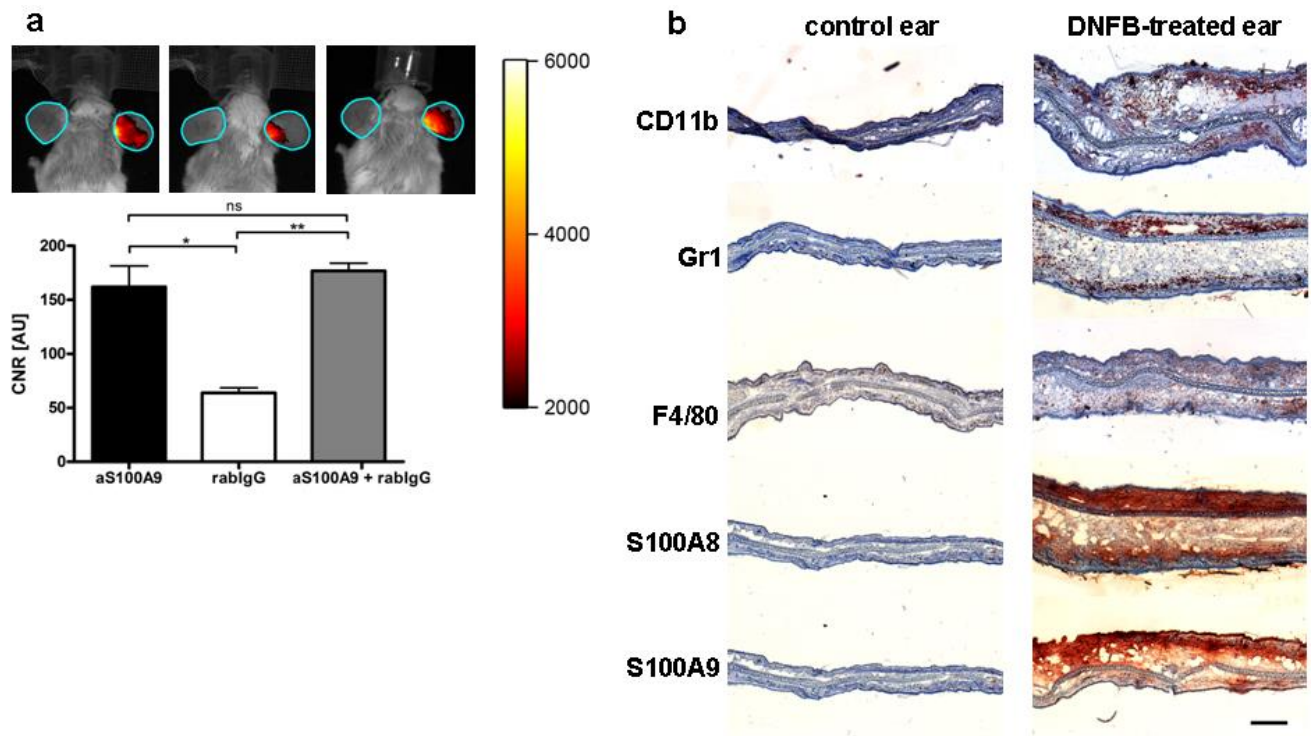 a
6000
4000
2000
ns
*
**
200
150
100
50
0
CNR [AU]
aS100A9
rabIgG
aS100A9 + rabIgG
b
control ear
DNFB-treated ear
CD11b
Gr1
F4/80
S100A8
S100A9